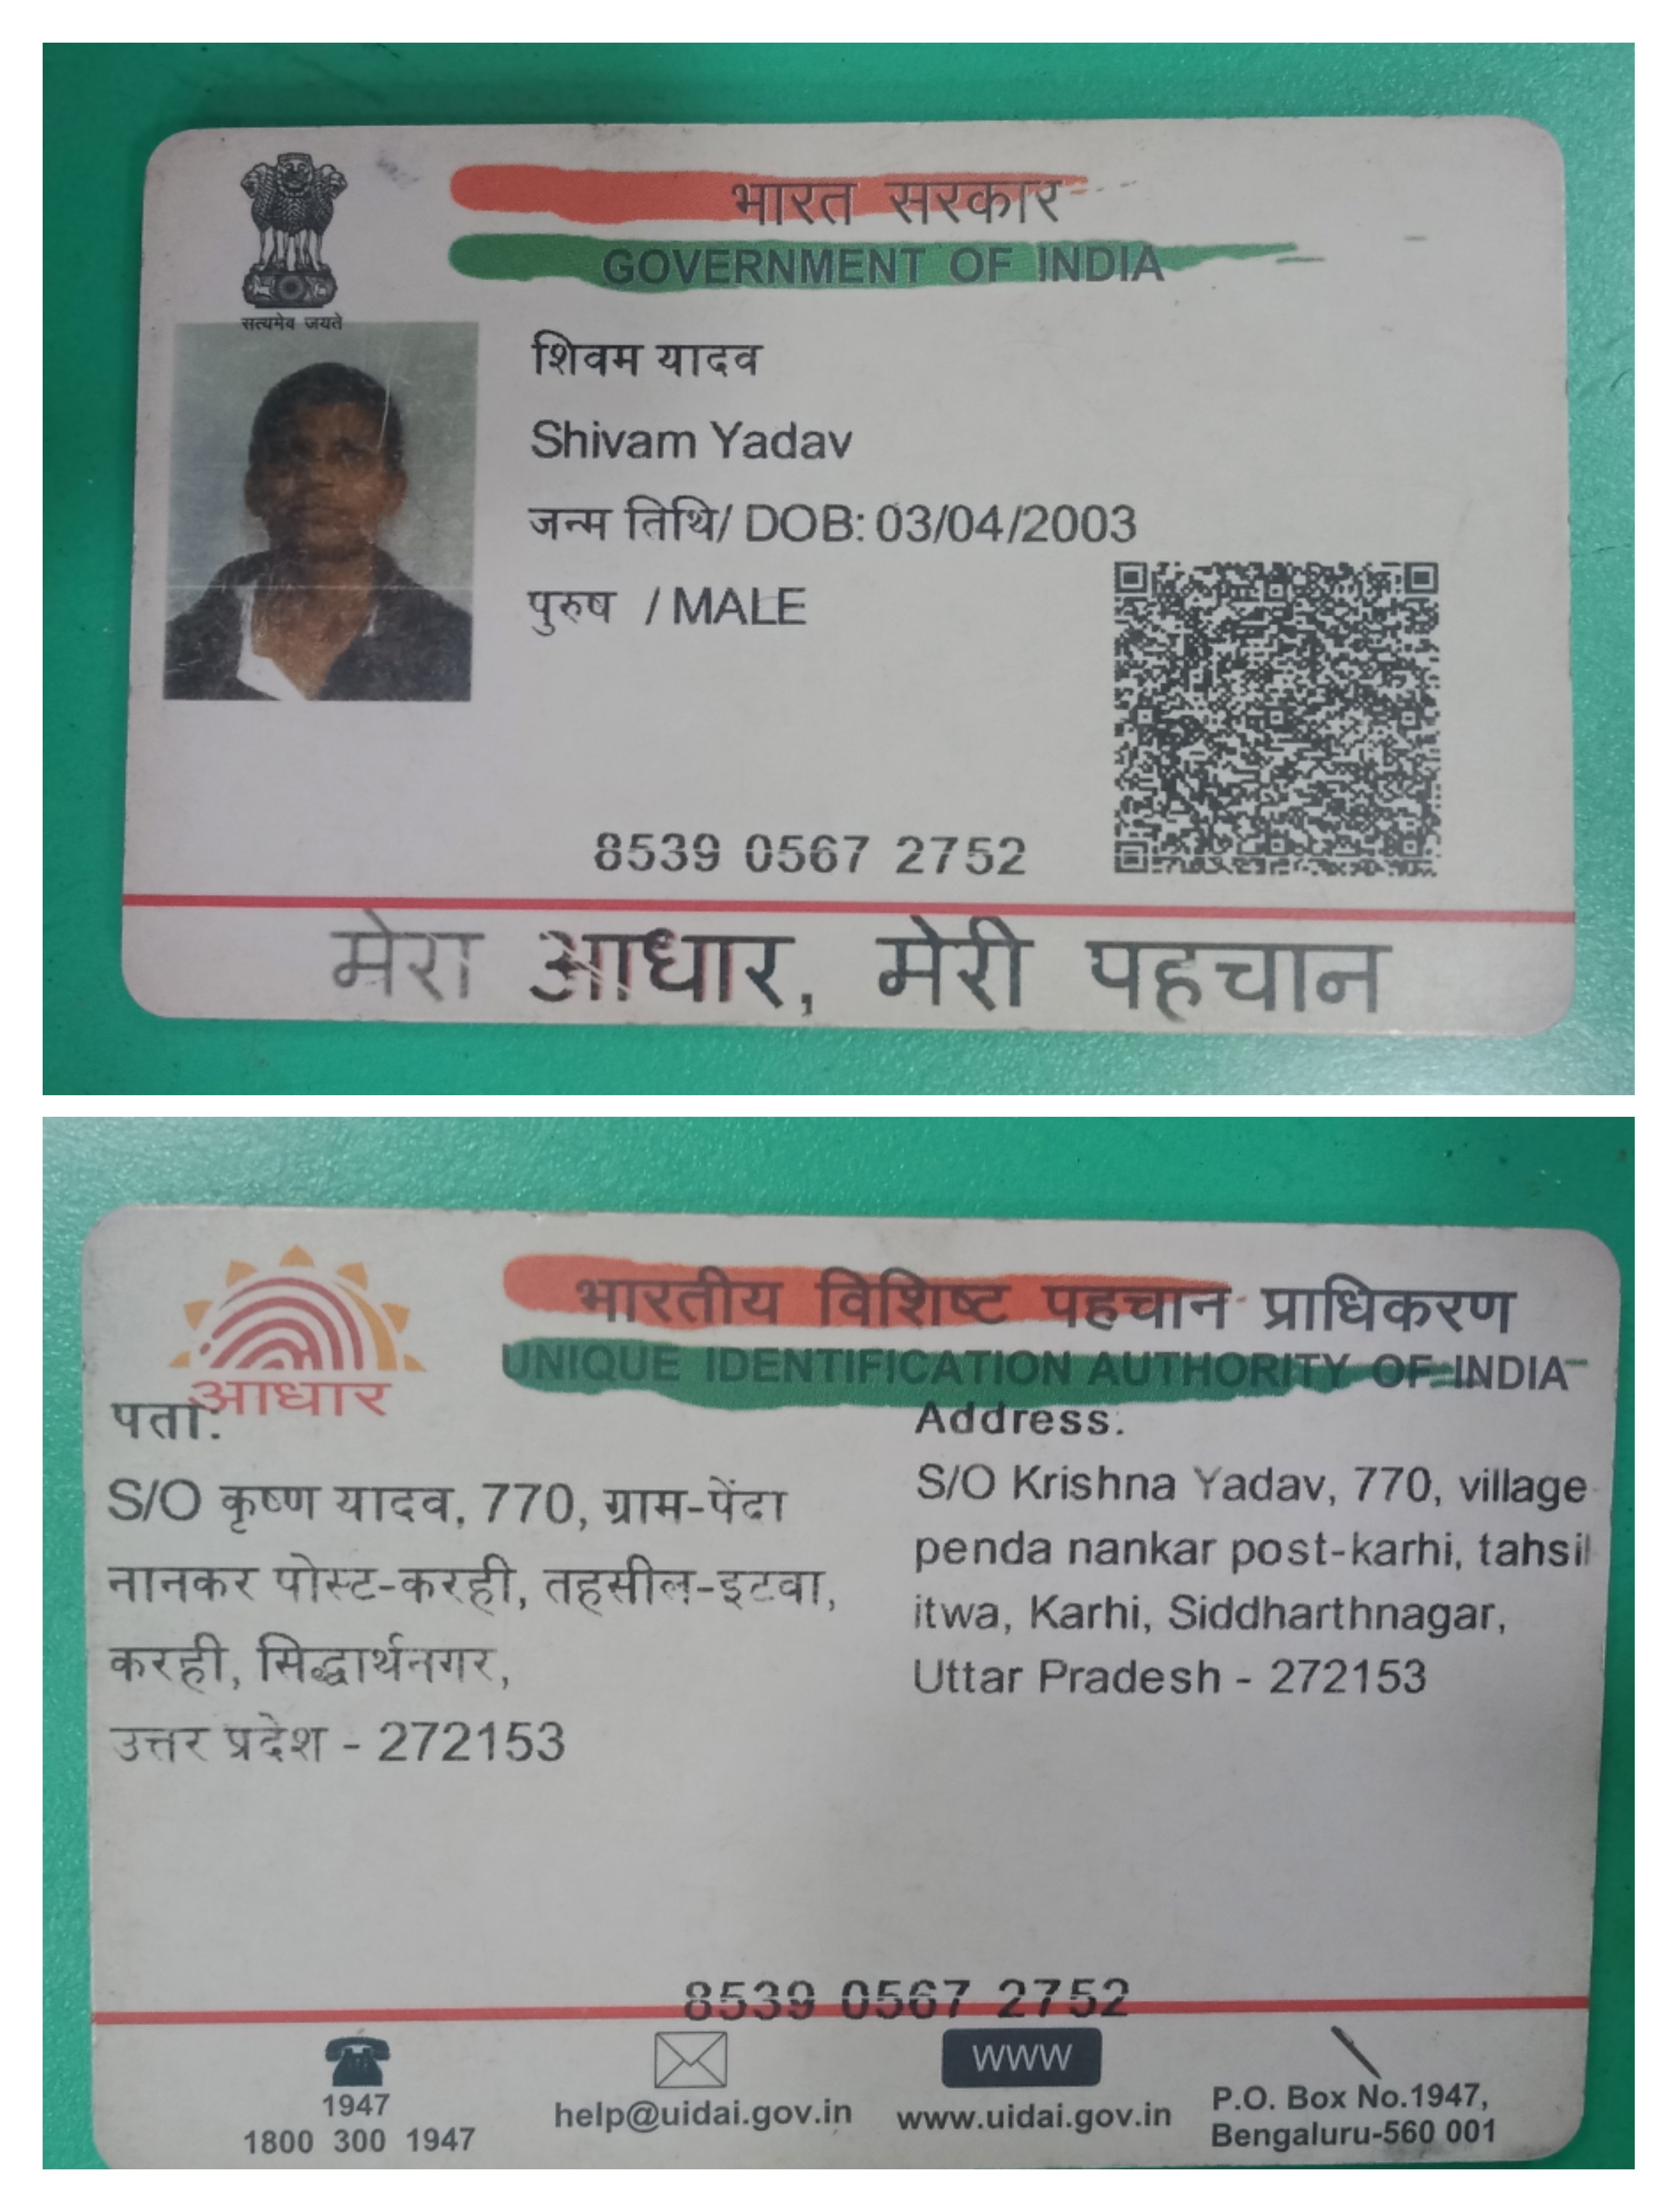 सत्यमेव जयते
भारत सरकार
GOVERNMENT OF INDIA
शिवम यादव
Shivam Yadav
जन्म तिथि/ DOB: 03/04/2003
पुरुष / MALE
8539 0567 2752
मेरा आधार, मेरी पहचान
भारतीय विशिष्ट पहचान प्राधिकरण
UNIQUE IDENTIFICATION AUTHORITY OF INDIA
आधार
पता:
S/O कृष्ण यादव, 770, ग्राम-पेंदा
नानकर पोस्ट-करही, तहसील-इटवा,
करही, सिद्धार्थनगर,
उत्तर प्रदेश - 272153
Address:
S/O Krishna Yadav, 770, village
penda nankar post-karhi, tahsil
itwa, Karhi, Siddharthnagar,
Uttar Pradesh - 272153
8539 0567 2752
1947
1800 300 1947
help@uidai.gov.in
WWW
www.uidai.gov.in
P.O. Box No.1947,
Bengaluru-560 001